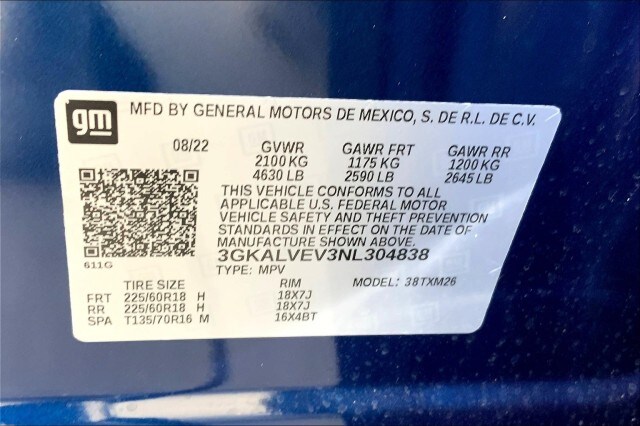 gm
MFD BY GENERAL MOTORS DE MEXICO, S. DE R.L. DE C.V.
08/22 GVWR GAWR FRT GAWR RR
2100 KG 1175 KG 1200 KG
4630 LB 2590 LB 2645 LB
THIS VEHICLE CONFORMS TO ALL
APPLICABLE U.S. FEDERAL MOTOR
VEHICLE SAFETY AND THEFT PREVENTION
STANDARDS IN EFFECT ON THE DATE OF
MANUFACTURE SHOWN ABOVE.
611G 3GKALVEV3NL304838
TYPE: MPV MODEL: 38TXM26
TIRE SIZE RIM
FRT 225/60R18 H 18X7J
RR 225/60R18 H 18X7J
SPA T135/70R16 M 16X4BT